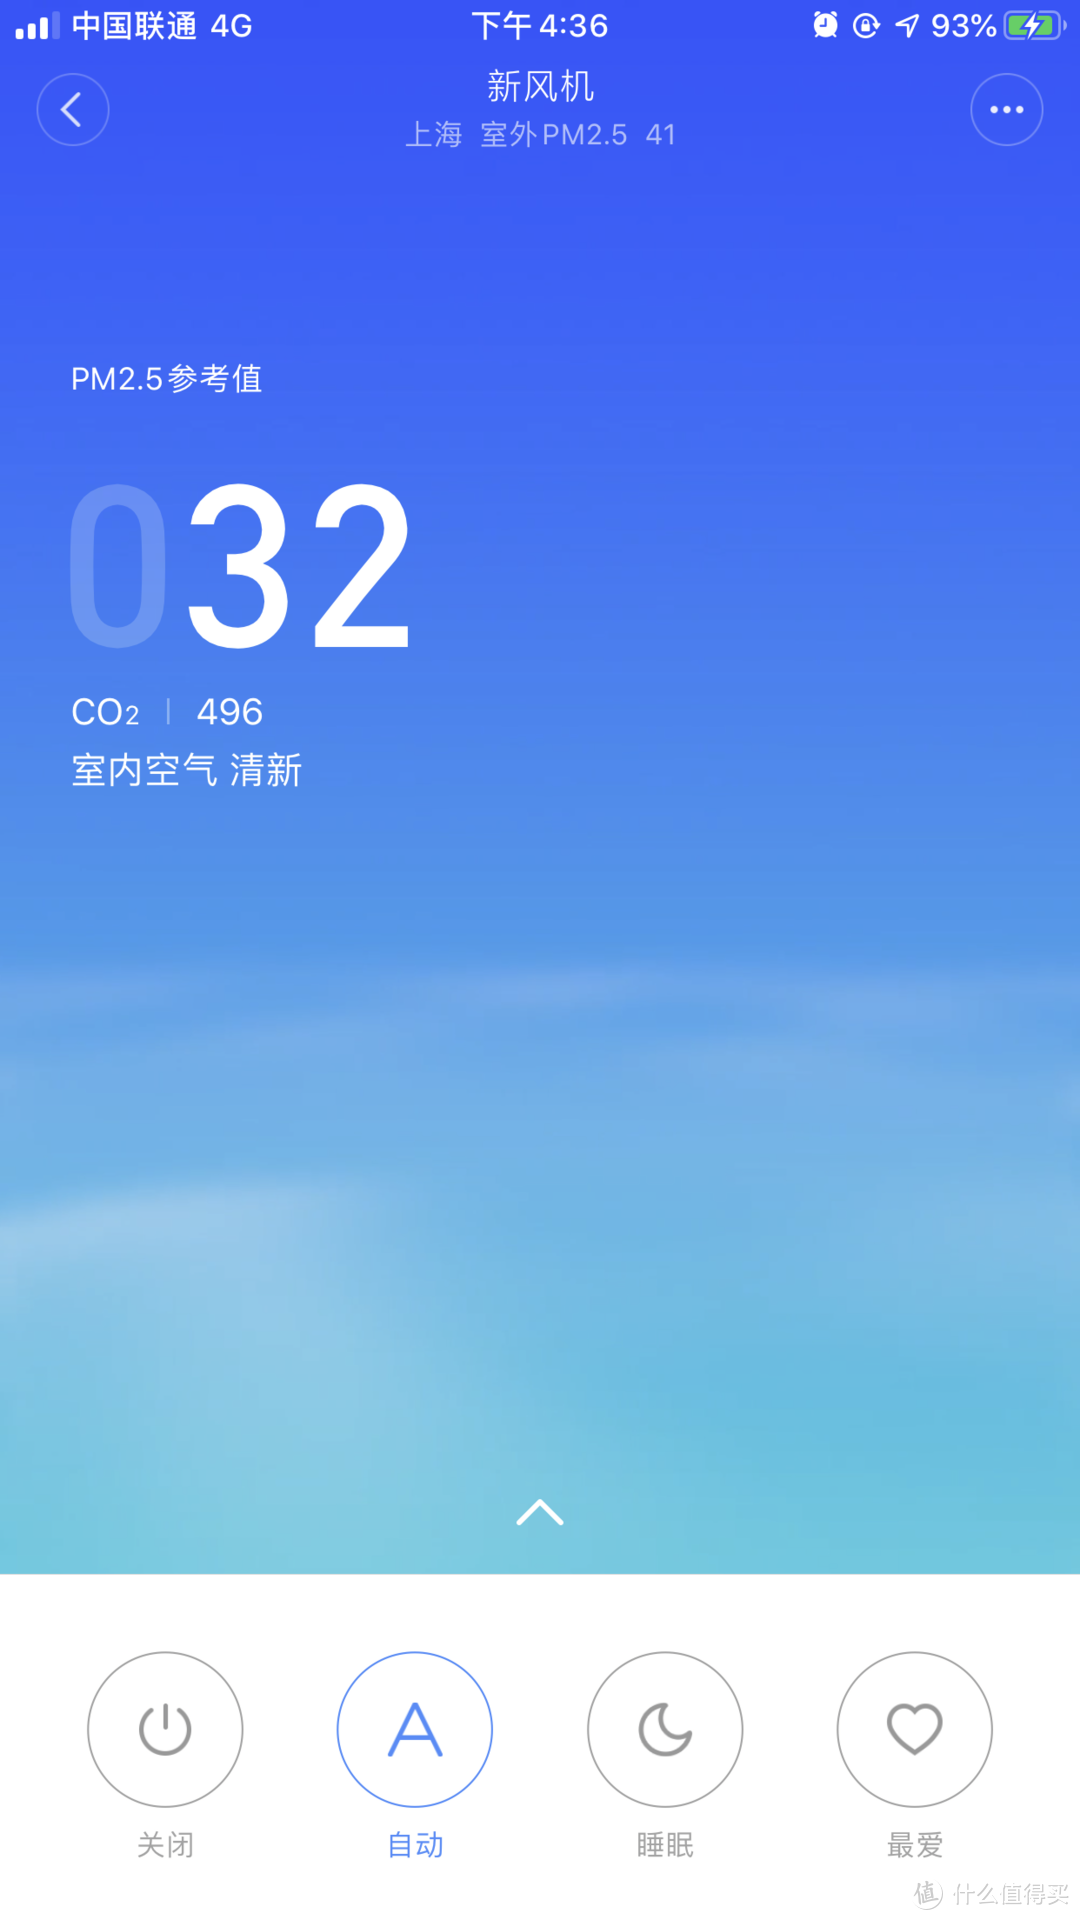 中国联通 4G 下午4:36 93%
新风机
上海 室外PM2.5 41
PM2.5参考值
032
CO₂ | 496
室内空气 清新
A
关闭 自动 睡眠 最爱
值 什么值得买